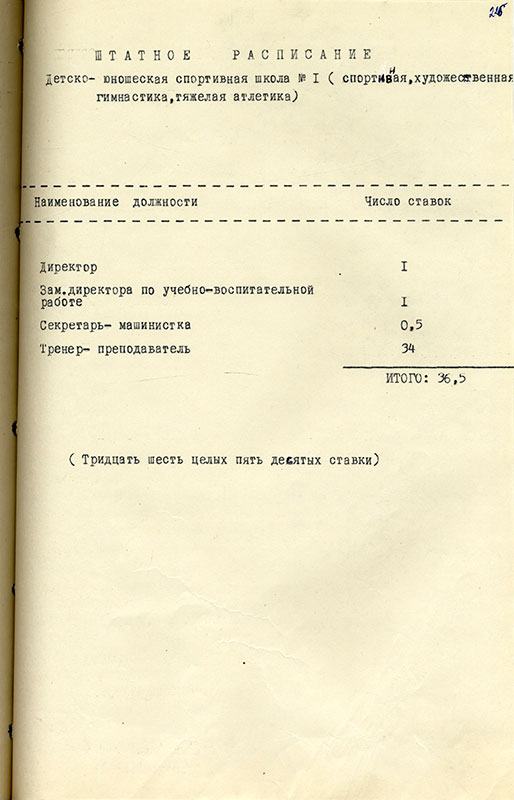 215
ШТАТНОЕ РАСПИСАНИЕ
Детско- юношеская спортивная школа № I ( спортивная,художественная
гимнастика,тяжелая атлетика)
Наименование должности Число ставок
Директор I
Зам.директора по учебно-воспитательной
работе I
Секретарь- машинистка 0,5
Тренер- преподаватель 34
ИТОГО: 36,5
( Тридцать шесть целых пять десятых ставки)